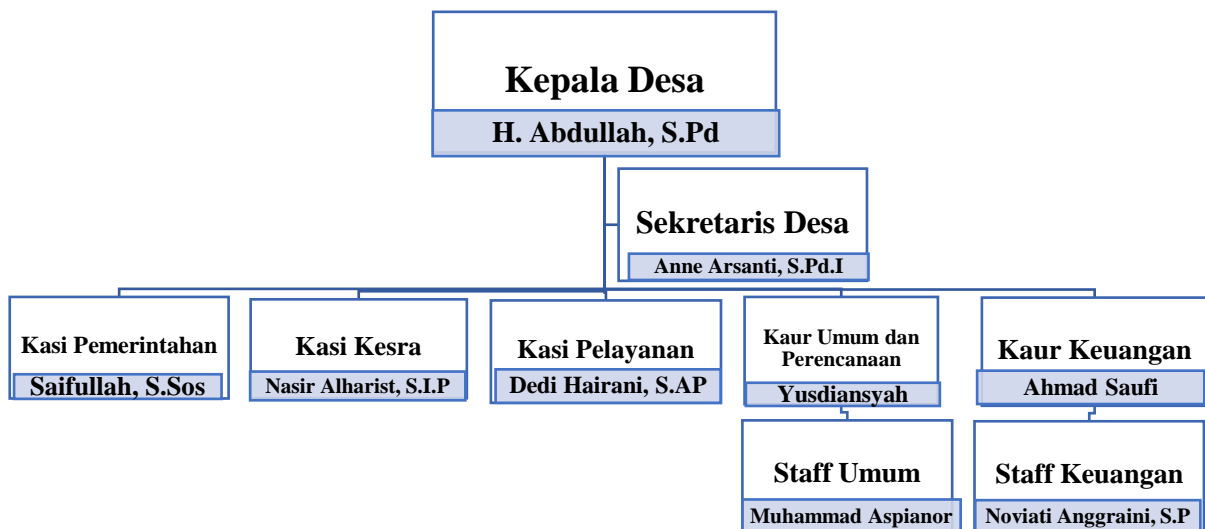 Kepala Desa
H. Abdullah, S.Pd
Sekretaris Desa
Anne Arsanti, S.Pd.I
Kasi Pemerintahan
Saifullah, S.Sos
Kasi Kesra
Nasir Alharist, S.I.P
Kasi Pelayanan
Dedi Hairani, S.AP
Kaur Umum dan
Perencanaan
Yusdiansyah
Kaur Keuangan
Ahmad Saufi
Staff Umum
Muhammad Aspianor
Staff Keuangan
Noviati Anggraini, S.P